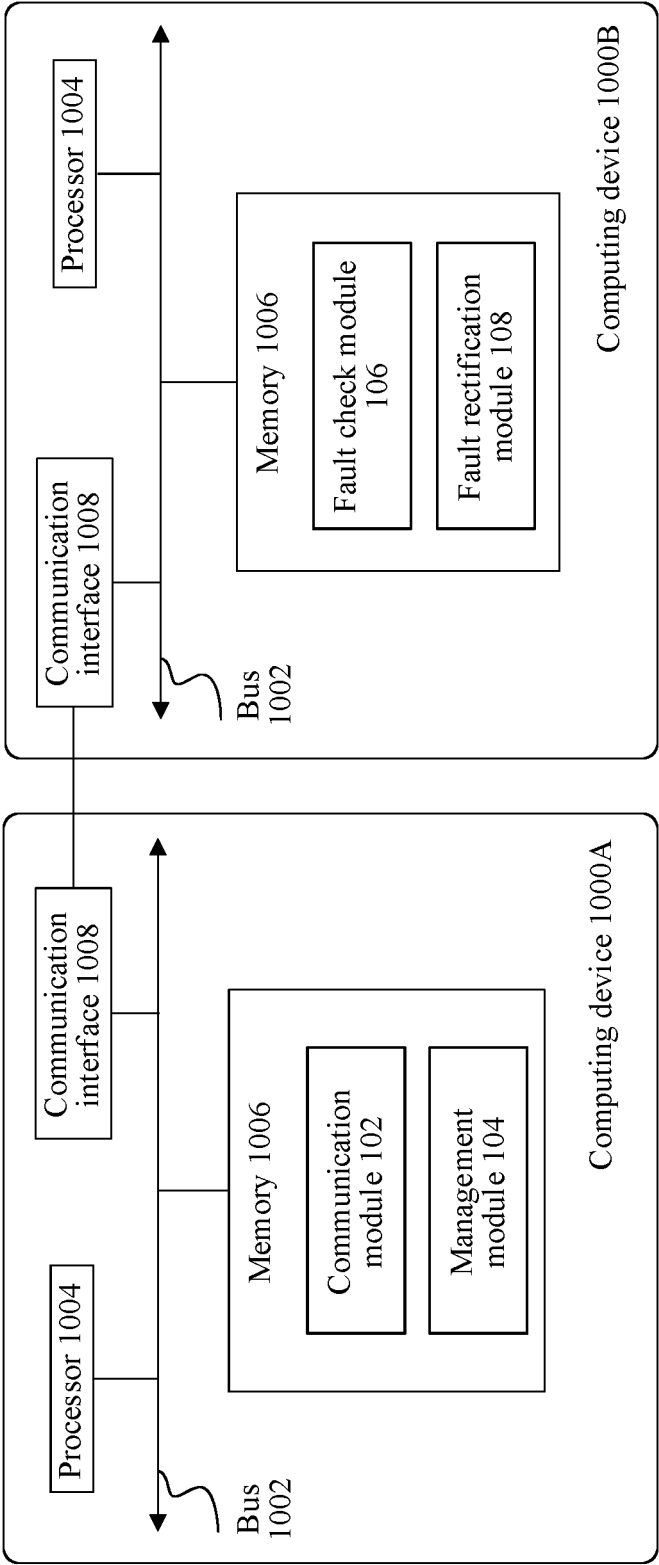 Processor 1004
Communication
interface 1008
Bus
1002
Memory 1006
Communication
module 102
Management
module 104
Computing device 1000A
Communication
interface 1008
Processor 1004
Bus
1002
Memory 1006
Fault check module
106
Fault rectification
module 108
Computing device 1000B